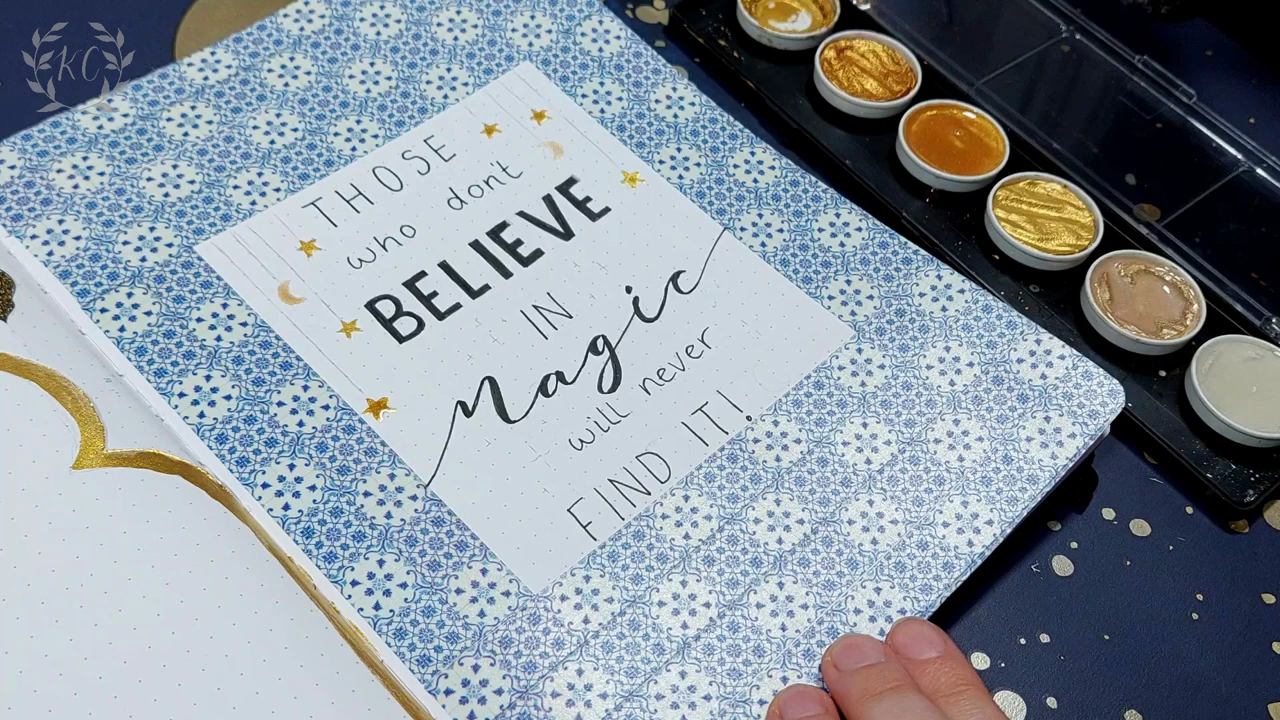 KC
THOSE
who don't
BELIEVE
IN
Magic
will never
FIND IT!